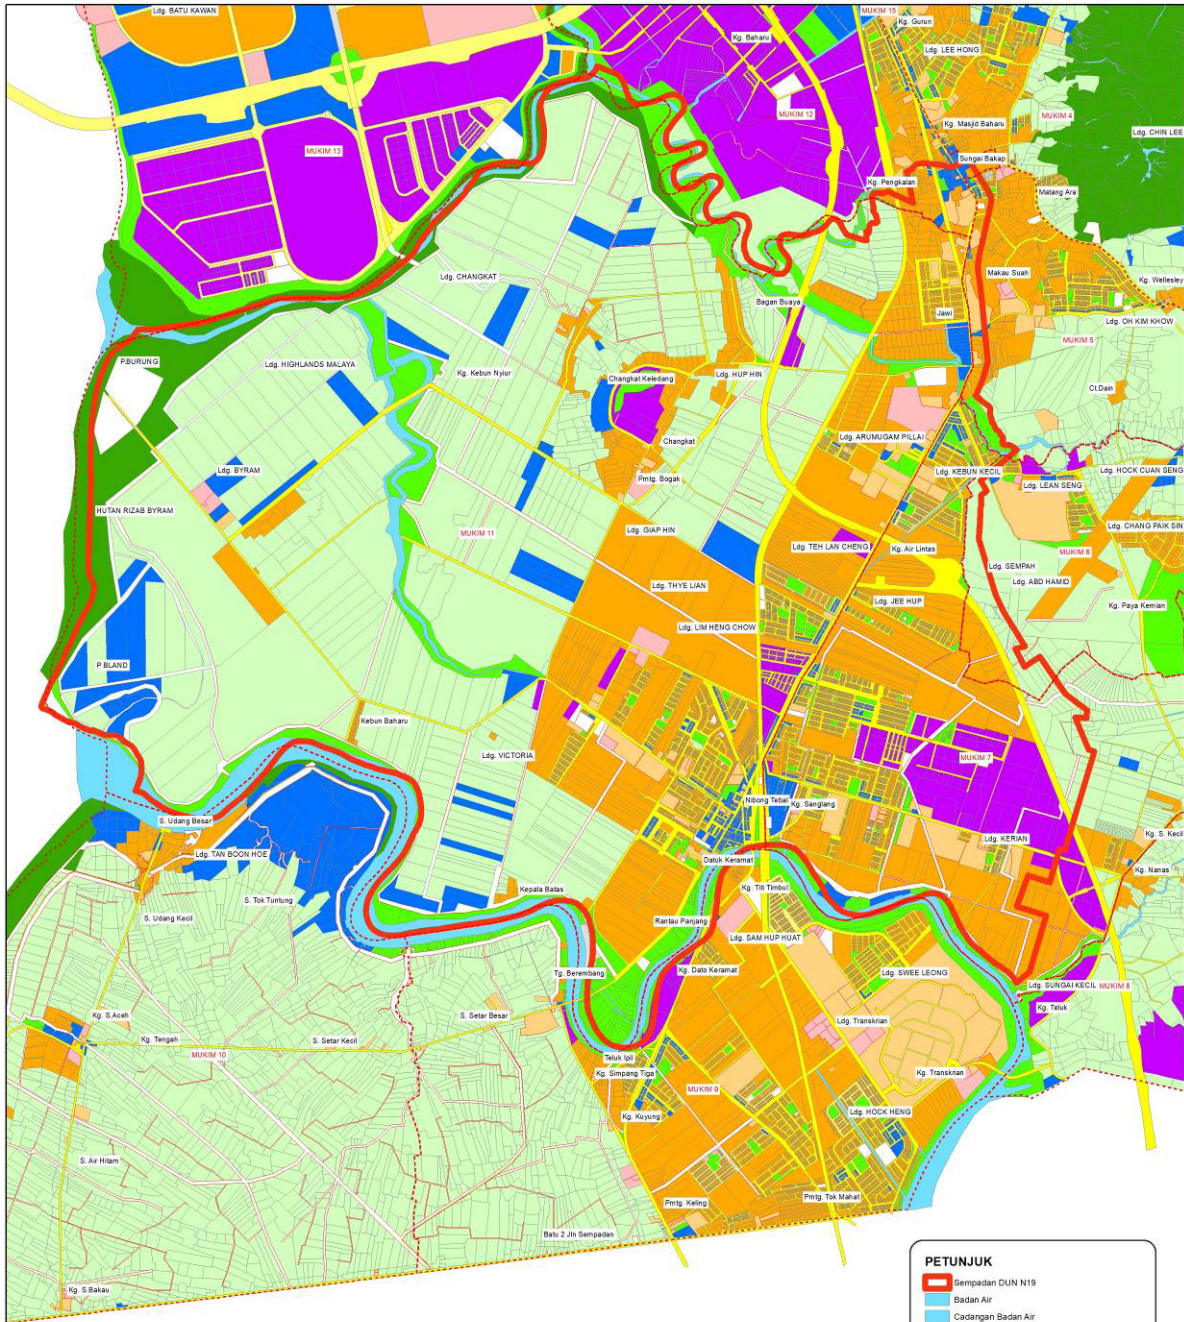 Ldg. BATU KAWAN
MUKIM 15
Kg. Gurun
Kg. Baharu
Ldg. LEE HONG
MUKIM 12
MUKIM 4
Kg. Masjid Baharu
Ldg. CHIN LEE
MUKIM 13
Sungai Bakap
Kg. Pengkalan
Matang Ara
Ldg. CHANGKAT
Makau Suah
Kg. Wellesley
Bagan Buaya
Jawi
Ldg. OH KIM KHOW
MUKIM 5
P.BURUNG
Ldg. HIGHLANDS MALAYA
Kg. Kebun Nyiur
Ldg. HUP HIN
Changkat Keledang
Ct.Dain
Ldg. ARUMUGAM PILLAI
Changkat
Ldg. BYRAM
Ldg. KEBUN KECIL
Ldg. HOCK CUAN SENG
Pmtg. Bogak
Ldg. LEAN SENG
HUTAN RIZAB BYRAM
Ldg. CHANG PAIK SIN
Ldg. GIAP HIN
MUKIM 11
Ldg. TEH LAN CHENG
Kg. Air Lintas
MUKIM 6
Ldg. SEMPAH
Ldg. THYE LIAN
Ldg. ABD HAMID
Ldg. JEE HUP
Kg. Paya Kemian
Ldg. LIM HENG CHOW
P BLAND
Kebun Baharu
Ldg. VICTORIA
MUKIM 7
Nibong Tebal
Kg. Sanglang
S. Udang Besar
Kg. S. Kecil
Ldg. KERIAN
Ldg. TAN BOON HOE
Datuk Keramat
Kg. Nanas
Kepala Batas
Kg. Titi Timbul
S. Tok Tuntung
S. Udang Kecil
Rantau Panjang
Ldg. SAM HUP HUAT
Tg. Berembang
Kg. Dato Keramat
Ldg. SWEE LEONG
Ldg. SUNGAI KECIL
MUKIM 8
Kg. S.Aceh
S. Setar Besar
Kg. Teluk
Ldg. Transkrian
Kg. Tengah
S. Setar Kecil
MUKIM 10
Teluk Ipil
Kg. Simpang Tiga
Kg. Transkrian
MUKIM 9
Kg. Kuyung
Ldg. HOCK HENG
S. Air Hitam
Pmtg. Tok Mahat
Pmtg. Keling
Batu 2 Jln Sempadan
Kg. S.Bakau
PETUNJUK
Sempadan DUN N19
Badan Air
Cadangan Badan Air